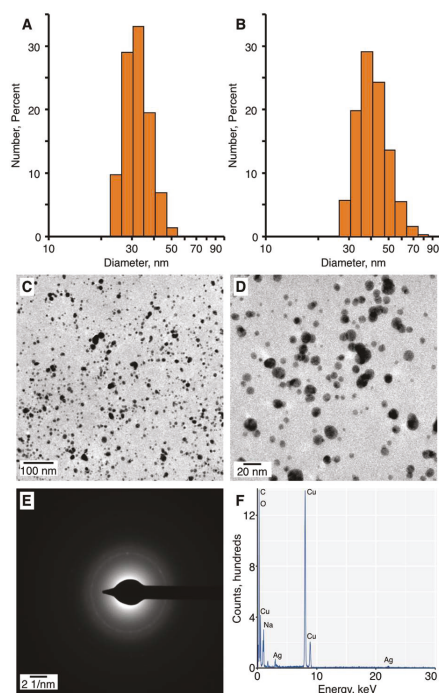 A
Number, Percent
30
20
10
0
10
30
50
70
90
Diameter, nm
B
Number, Percent
30
20
10
0
10
30
50
70
90
Diameter, nm
C
100 nm
D
20 nm
E
2 1/nm
F
Counts, hundreds
12
8
4
0
C
O
Cu
Na
Ag
Cu
Cu
Ag
0
10
20
30
Energy, keV